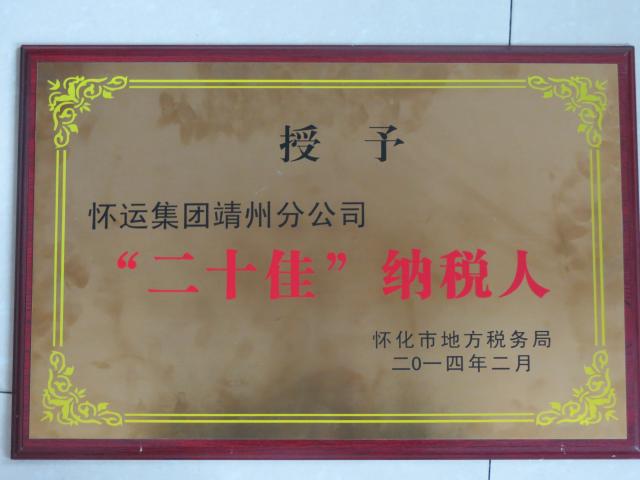 授予
怀运集团靖州分公司
“二十佳”纳税人
怀化市地方税务局
二0一四年二月